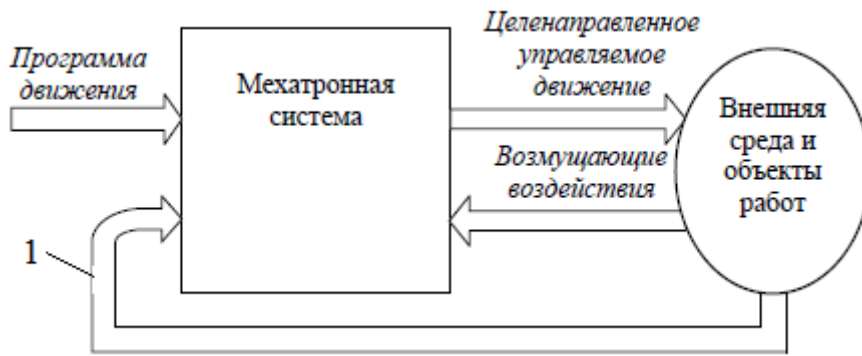 Программа
движения
Мехатронная
система
Целенаправленное
управляемое
движение
Возмущающие
воздействия
Внешняя
среда и
объекты
работ
1